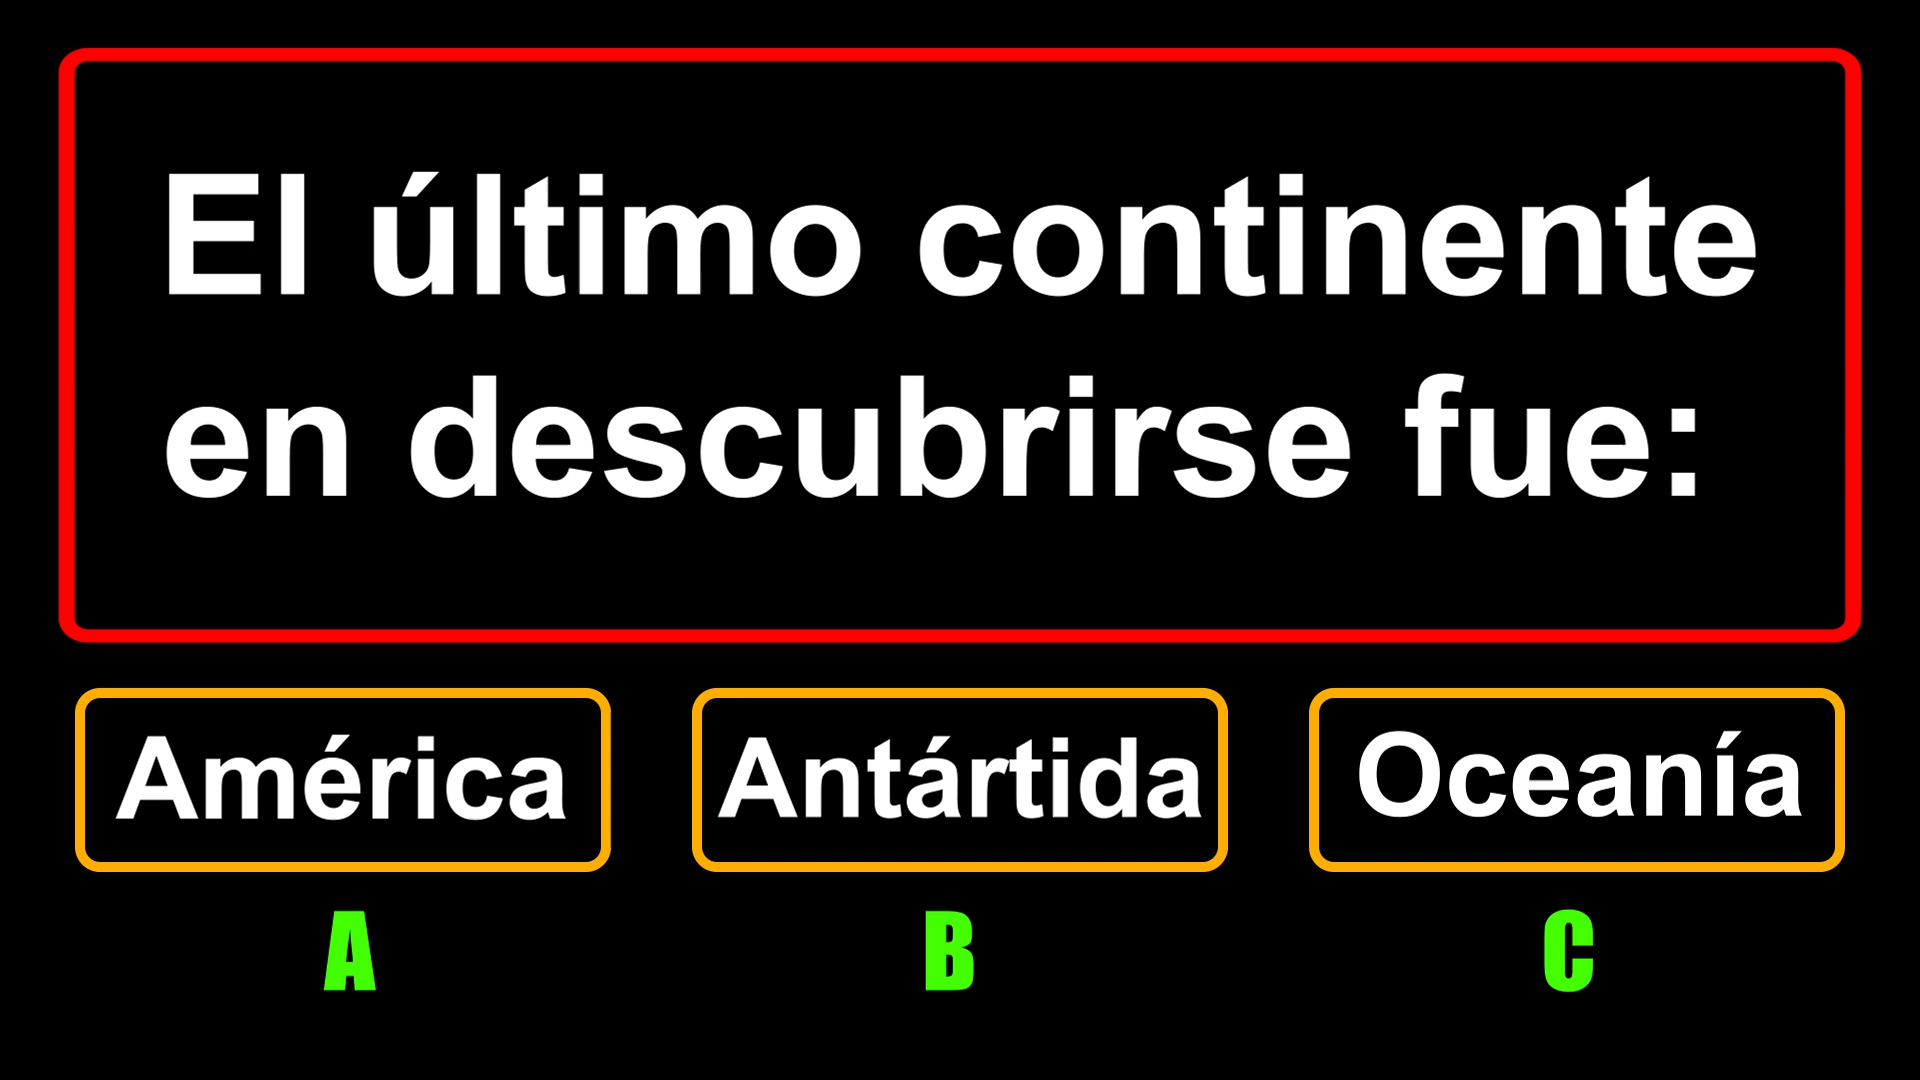 El último continente
en descubrirse fue:
América
Antártida
Oceanía
A
B
C